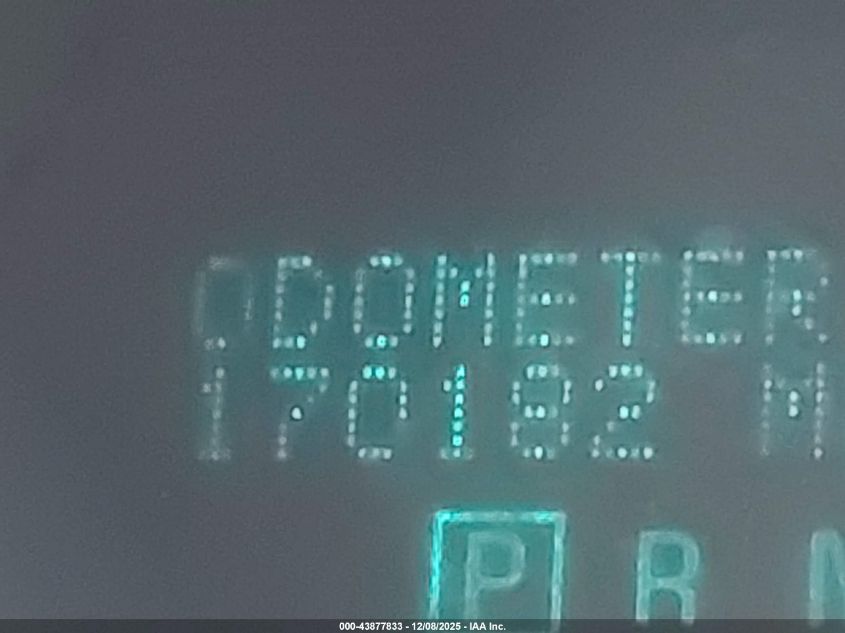 ODOMETER
170182 M
P R N
000-43877833 - 12/08/2025 - IAA Inc.